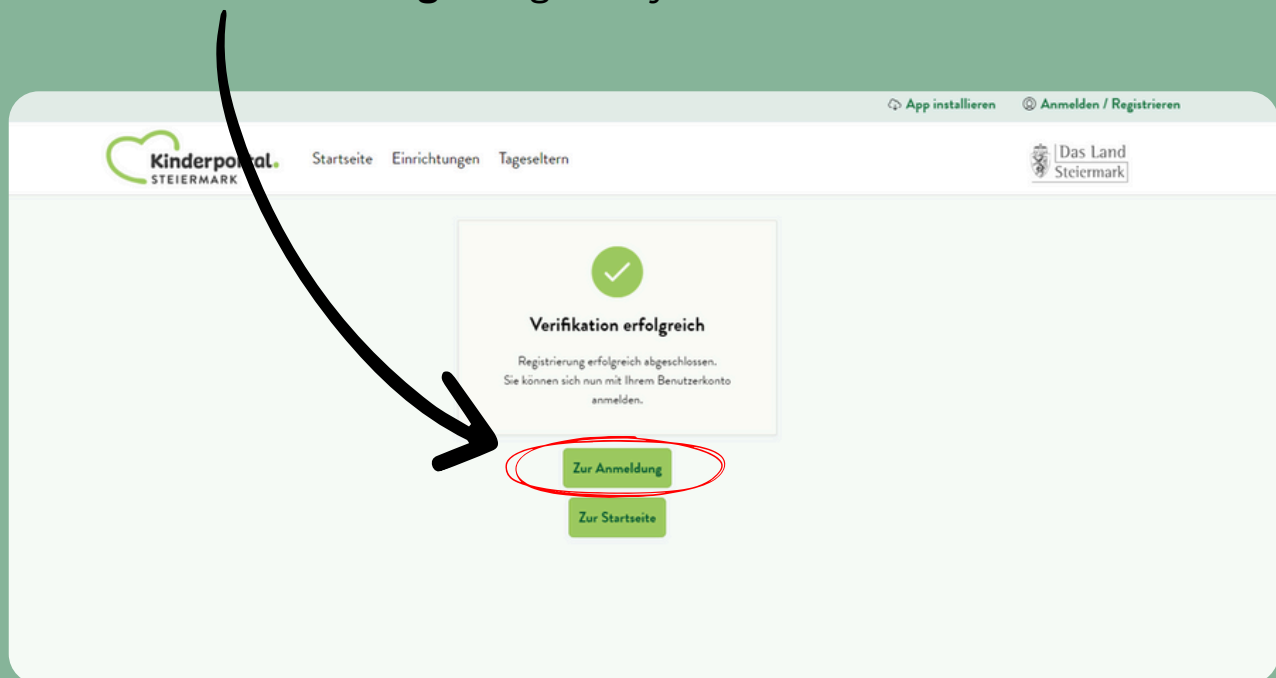 App installieren
Anmelden / Registrieren
Kinderportal.
STEIERMARK
Startseite
Einrichtungen
Tageseltern
Das Land
Steiermark
Verifikation erfolgreich
Registrierung erfolgreich abgeschlossen.
Sie können sich nun mit Ihrem Benutzerkonto
anmelden.
Zur Anmeldung
Zur Startseite